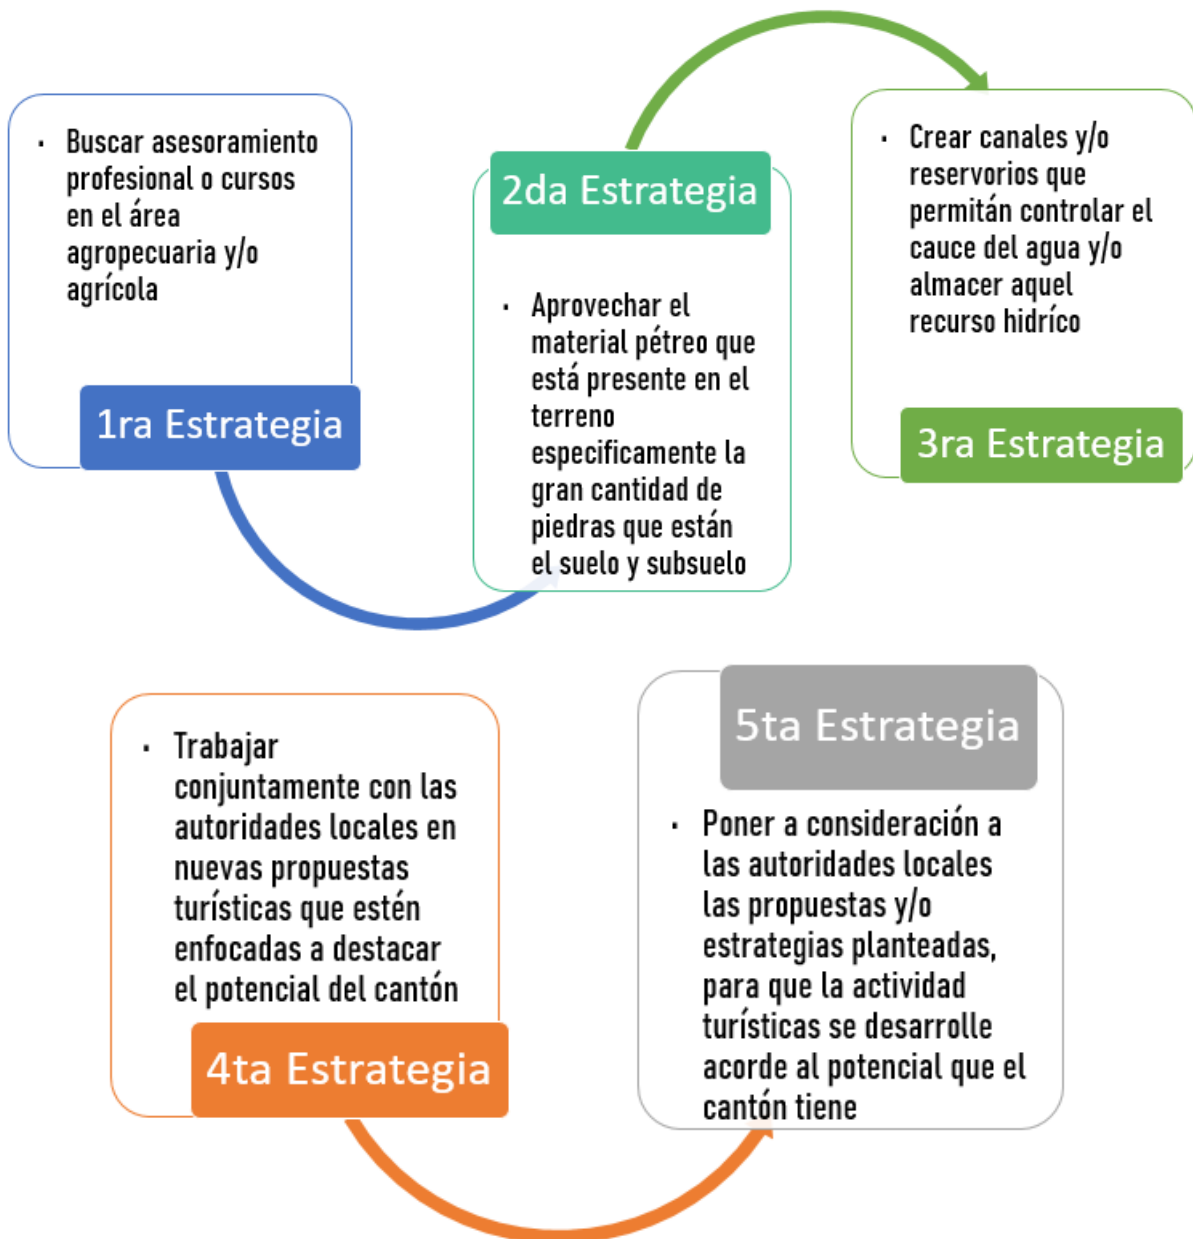 · Buscar asesoramiento
profesional o cursos
en el área
agropecuaria y/o
agrícola
1ra Estrategia
2da Estrategia
· Aprovechar el
material pétreo que
está presente en el
terreno
especificamente la
gran cantidad de
piedras que están
el suelo y subsuelo
· Crear canales y/o
reservorios que
permitán controlar el
cauce del agua y/o
almacer aquel
recurso hidríco
3ra Estrategia
· Trabajar
conjuntamente con las
autoridades locales en
nuevas propuestas
turísticas que estén
enfocadas a destacar
el potencial del cantón
4ta Estrategia
5ta Estrategia
· Poner a consideración a
las autoridades locales
las propuestas y/o
estrategias planteadas,
para que la actividad
turísticas se desarrolle
acorde al potencial que el
cantón tiene